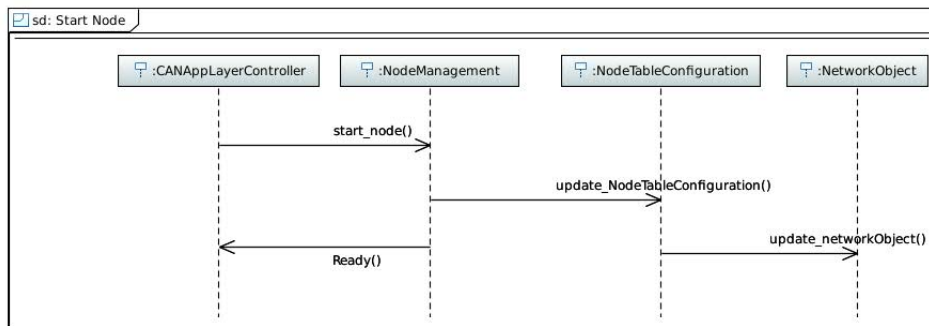 sd: Start Node
:CANAppLayerController
:NodeManagement
:NodeTableConfiguration
:NetworkObject
start_node()
update_NodeTableConfiguration()
update_networkObject()
Ready()